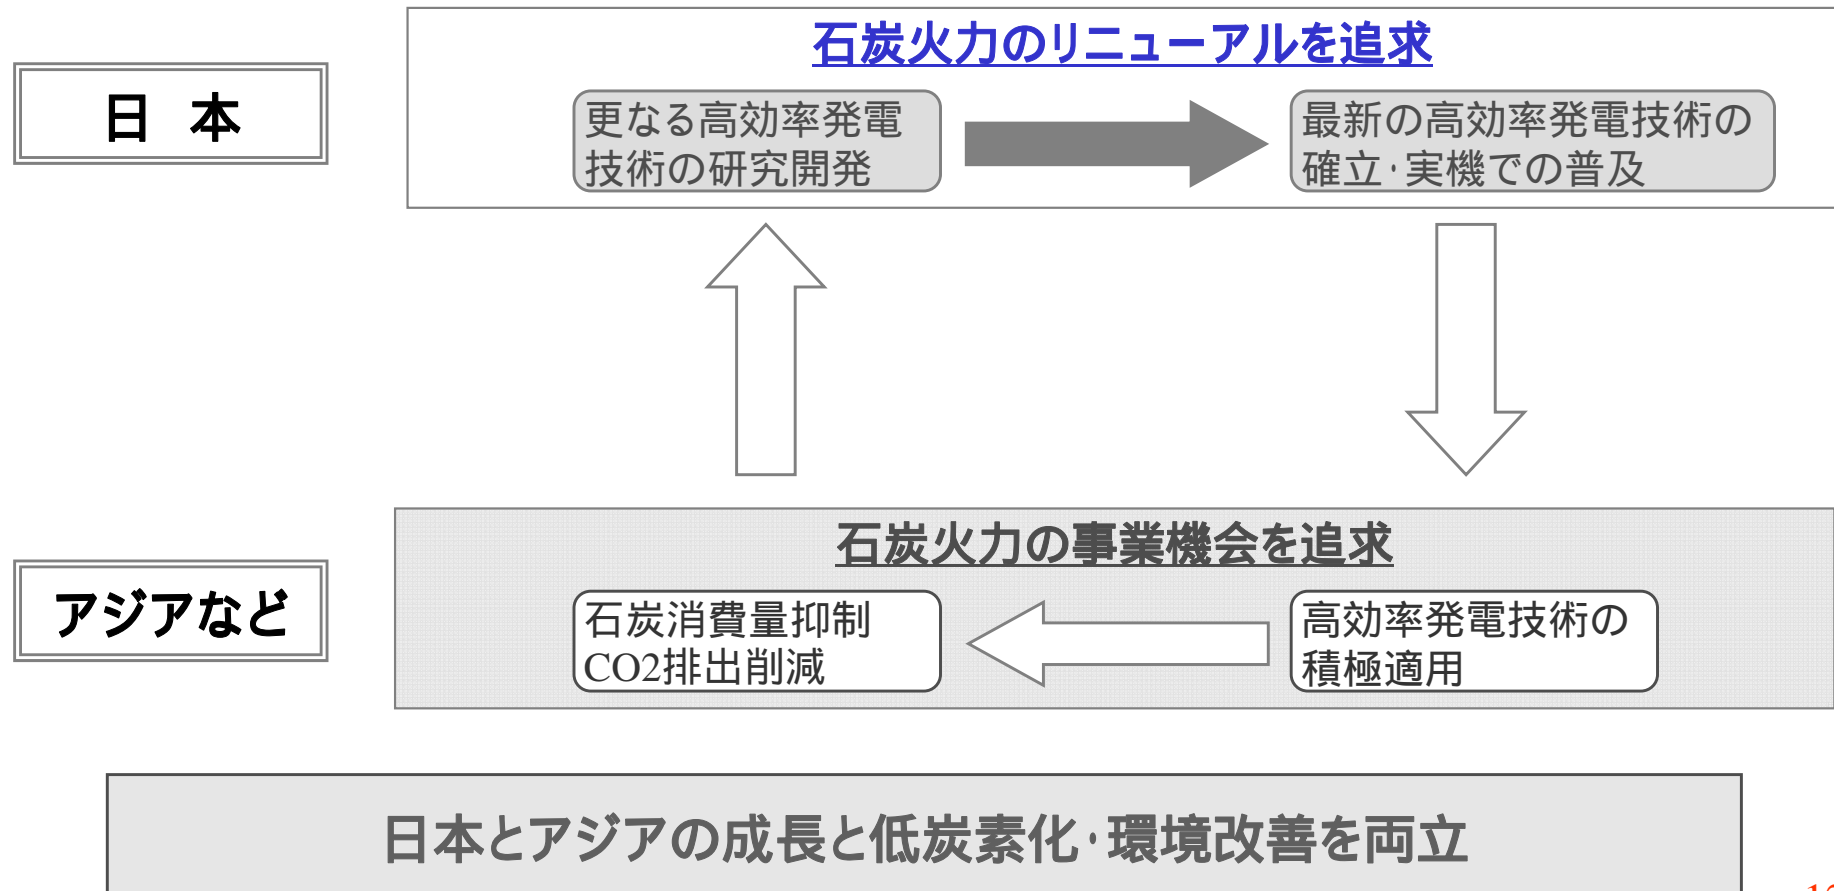 石炭火力のリニューアルを追求
日 本
更なる高効率発電
技術の研究開発
最新の高効率発電技術の
確立･実機での普及
石炭火力の事業機会を追求
アジアなど
石炭消費量抑制
CO2排出削減
高効率発電技術の
積極適用
日本とアジアの成長と低炭素化･環境改善を両立